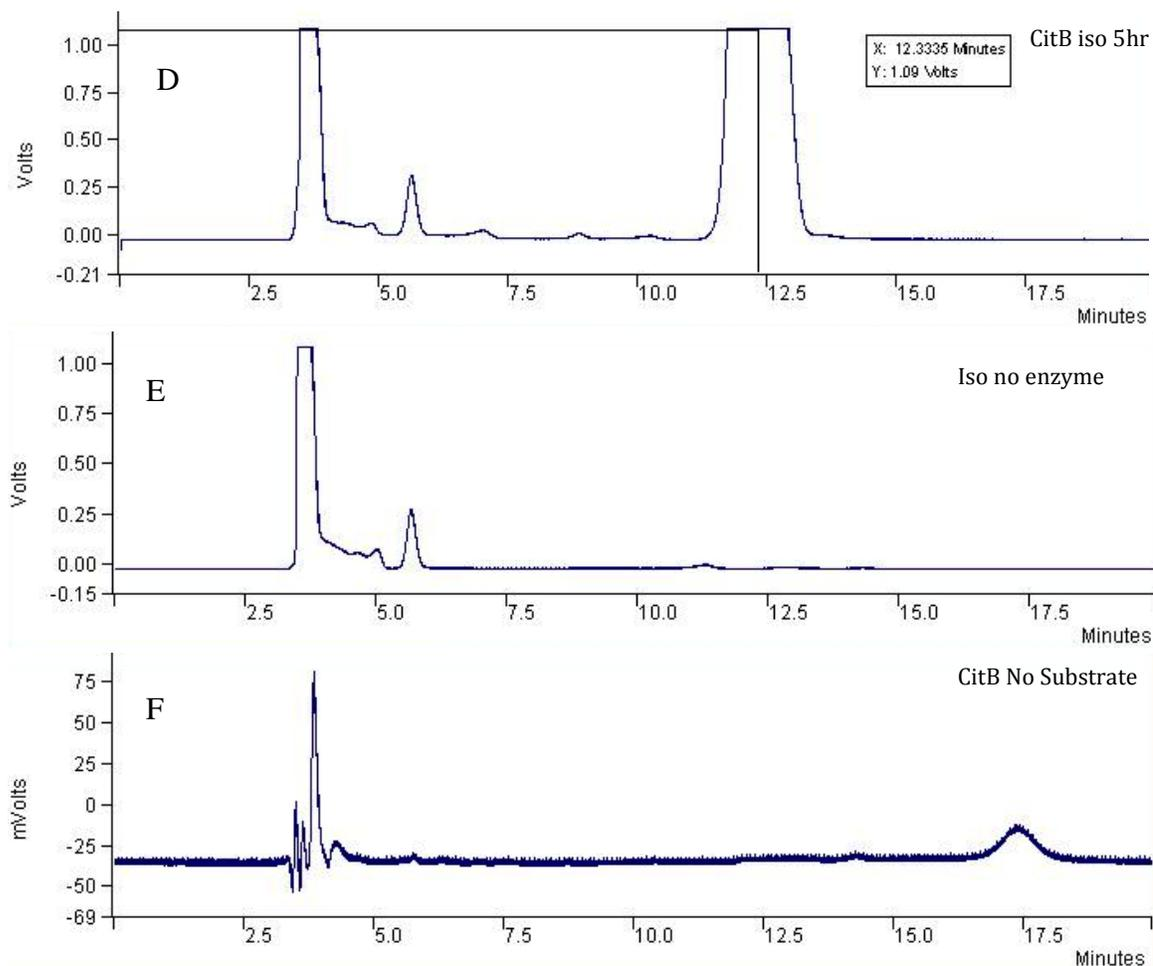 CitB iso 5hr
D
X: 12.3335 Minutes
Y: 1.09 Volts
Volts
1.00
0.75
0.50
0.25
0.00
-0.21
2.5 5.0 7.5 10.0 12.5 15.0 17.5
Minutes
Iso no enzyme
E
Volts
1.00
0.75
0.50
0.25
0.00
-0.15
2.5 5.0 7.5 10.0 12.5 15.0 17.5
Minutes
CitB No Substrate
F
mVolts
75
50
25
0
-25
-50
-69
2.5 5.0 7.5 10.0 12.5 15.0 17.5
Minutes